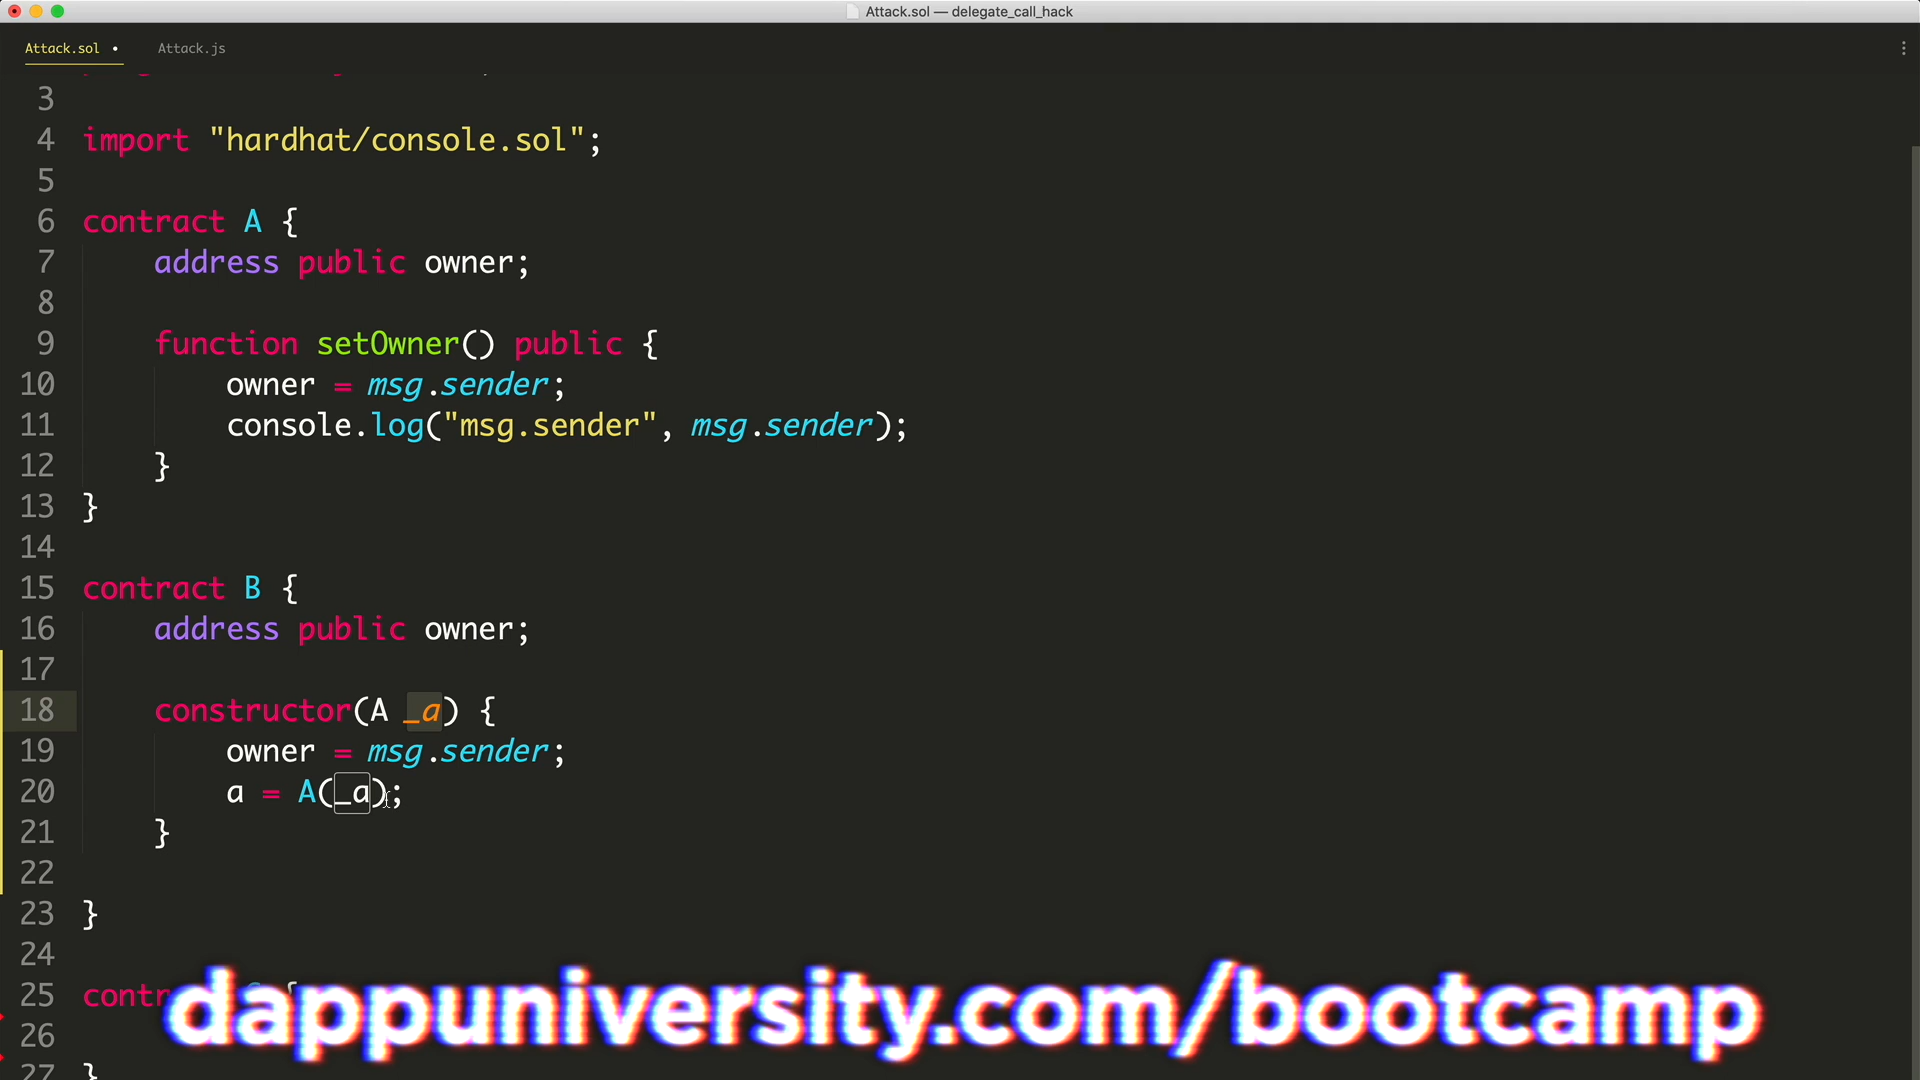 Attack.sol — delegate_call_hack
Attack.sol • Attack.js
3
4 import "hardhat/console.sol";
5
6 contract A {
7 address public owner;
8
9 function setOwner() public {
10 owner = msg.sender;
11 console.log("msg.sender", msg.sender);
12 }
13 }
14
15 contract B {
16 address public owner;
17
18 constructor(A _a) {
19 owner = msg.sender;
20 a = A(_a);
21 }
22
23 }
24
25
26
27 }
dappuniversity.com/bootcamp